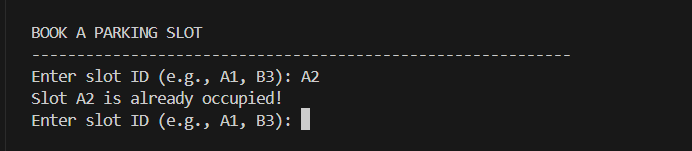 BOOK A PARKING SLOT
------------------------------------------------------------
Enter slot ID (e.g., A1, B3): A2
Slot A2 is already occupied!
Enter slot ID (e.g., A1, B3):